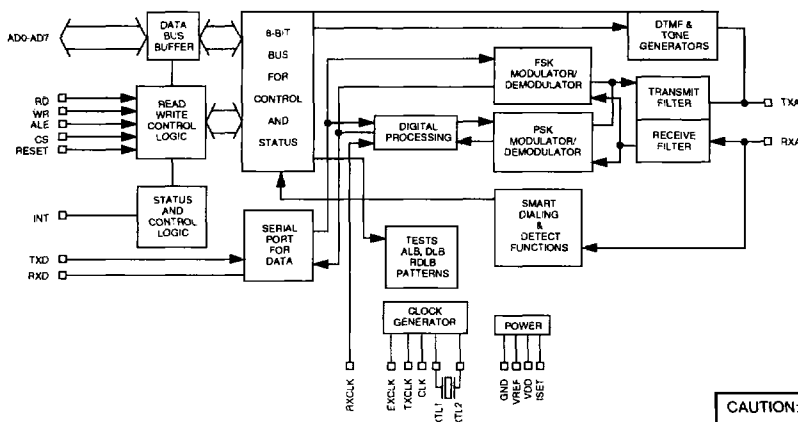 AD0-AD7
DATA
BUS
BUFFER
8-BIT
BUS
FOR
CONTROL
AND
STATUS
DTMF &
TONE
GENERATORS
RD
WR
ALE
CS
RESET
READ
WRITE
CONTROL
LOGIC
FSK
MODULATOR/
DEMODULATOR
TRANSMIT
FILTER
TXA
DIGITAL
PROCESSING
PSK
MODULATOR/
DEMODULATOR
RECEIVE
FILTER
RXA
INT
STATUS
AND
CONTROL
LOGIC
SMART
DIALING
&
DETECT
FUNCTIONS
TXD
RXD
SERIAL
PORT
FOR
DATA
TESTS
ALB, DLB
RDLB
PATTERNS
CLOCK
GENERATOR
POWER
RXCLK
EXCLK
TXCLK
CLK
XTL1
XTL2
GND
VREF
VDD
ISET
CAUTION: